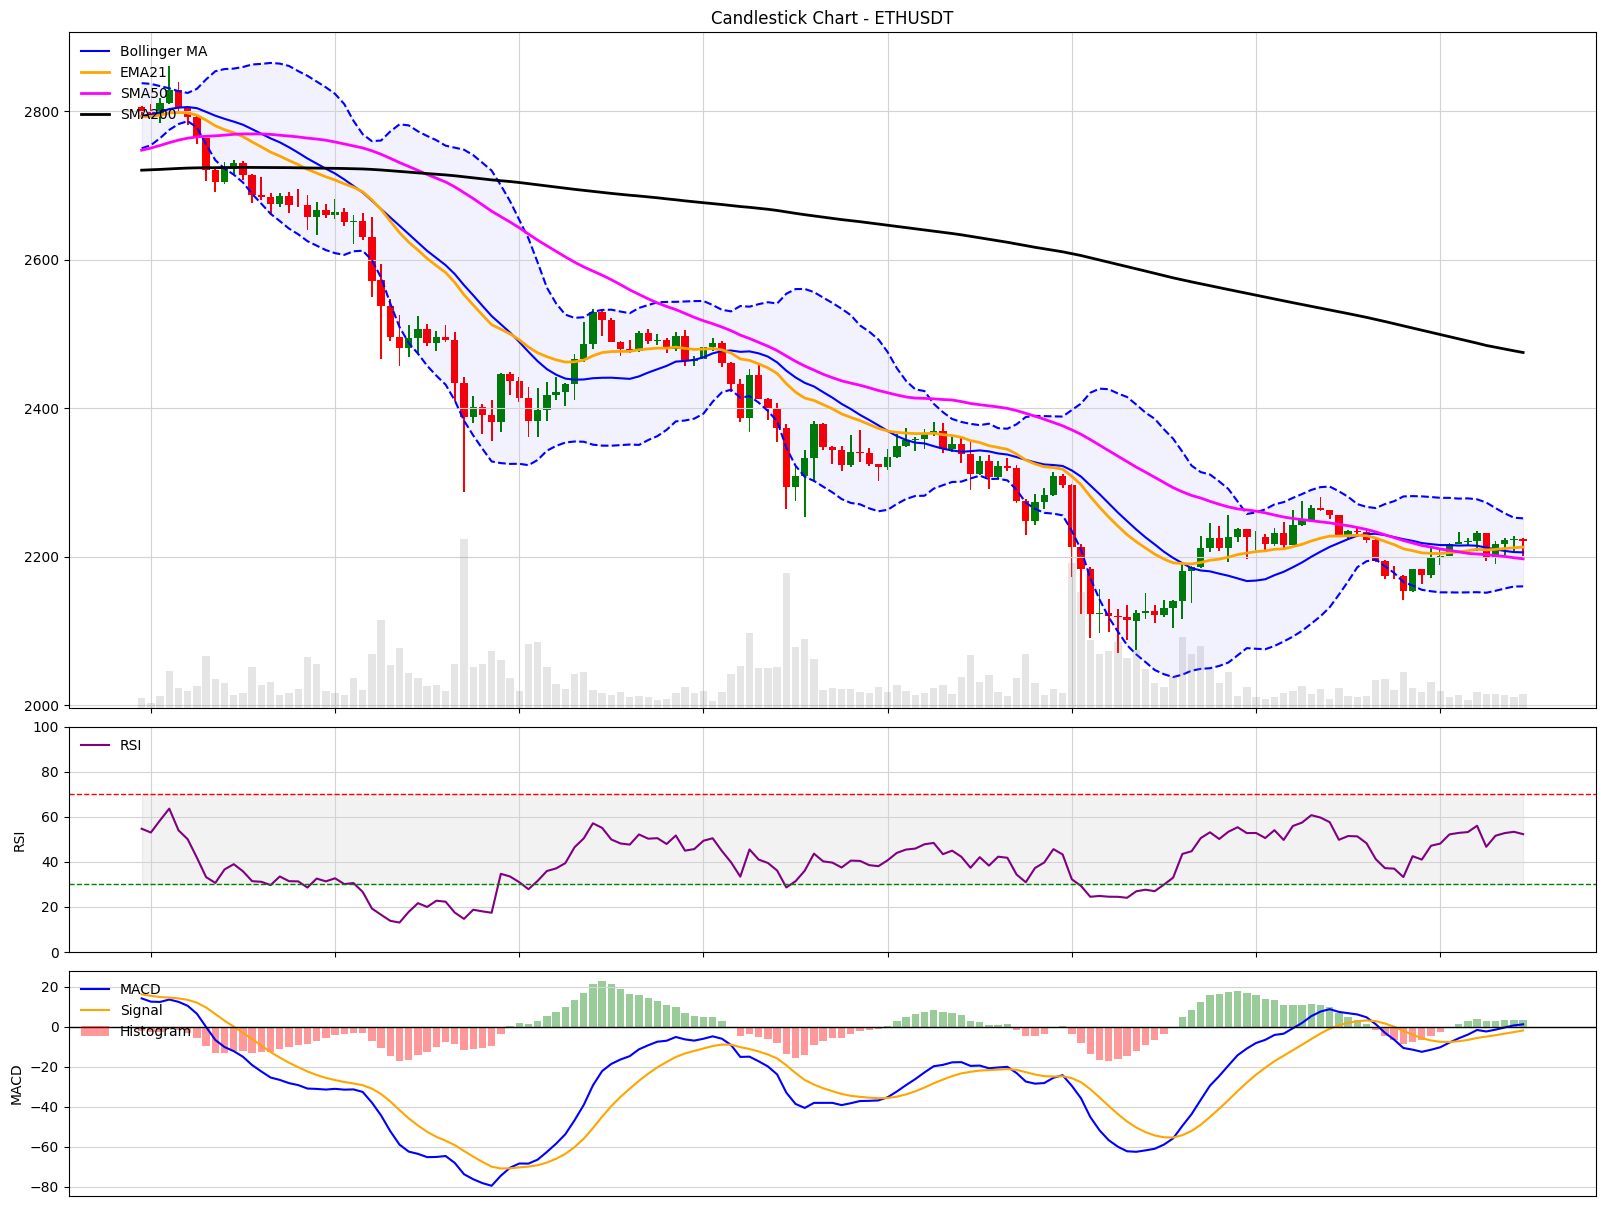 Candlestick Chart - ETHUSDT
Bollinger MA
EMA21
SMA50
SMA200
2800
2600
2400
2200
2000
RSI
100
80
60
40
20
0
RSI
MACD
Signal
Histogram
20
0
−20
−40
−60
−80
MACD